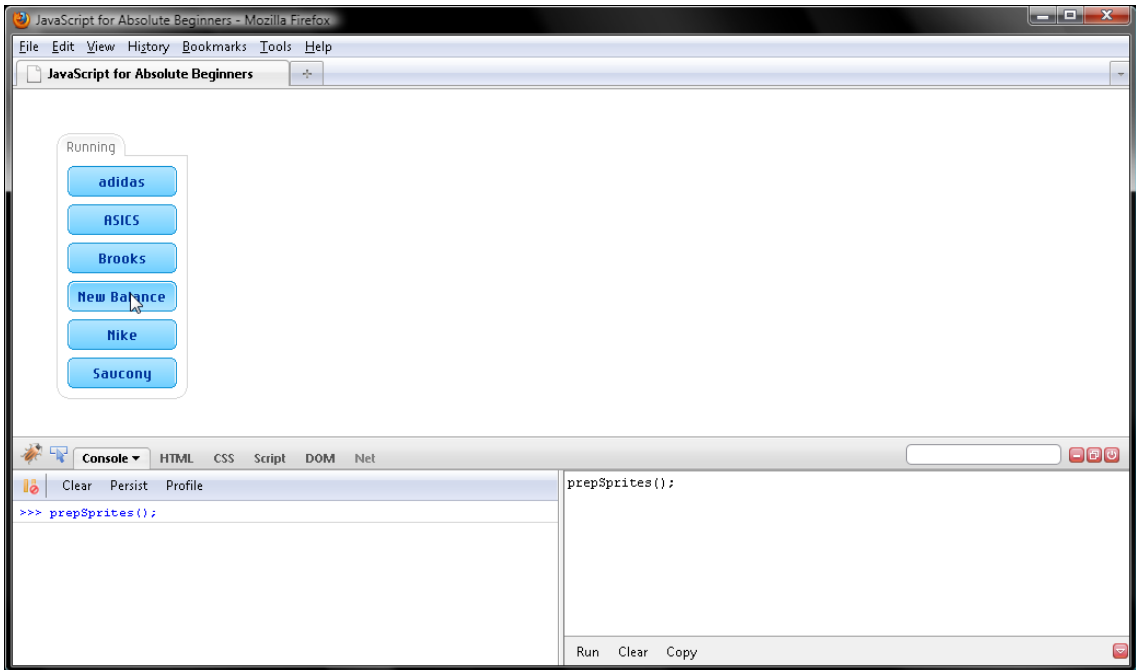 JavaScript for Absolute Beginners - Mozilla Firefox
File Edit View History Bookmarks Tools Help
JavaScript for Absolute Beginners
Running
adidas
ASICS
Brooks
New Balance
Nike
Saucony
Console HTML CSS Script DOM Net
Clear Persist Profile
>>> prepSprites();
prepSprites();
Run Clear Copy